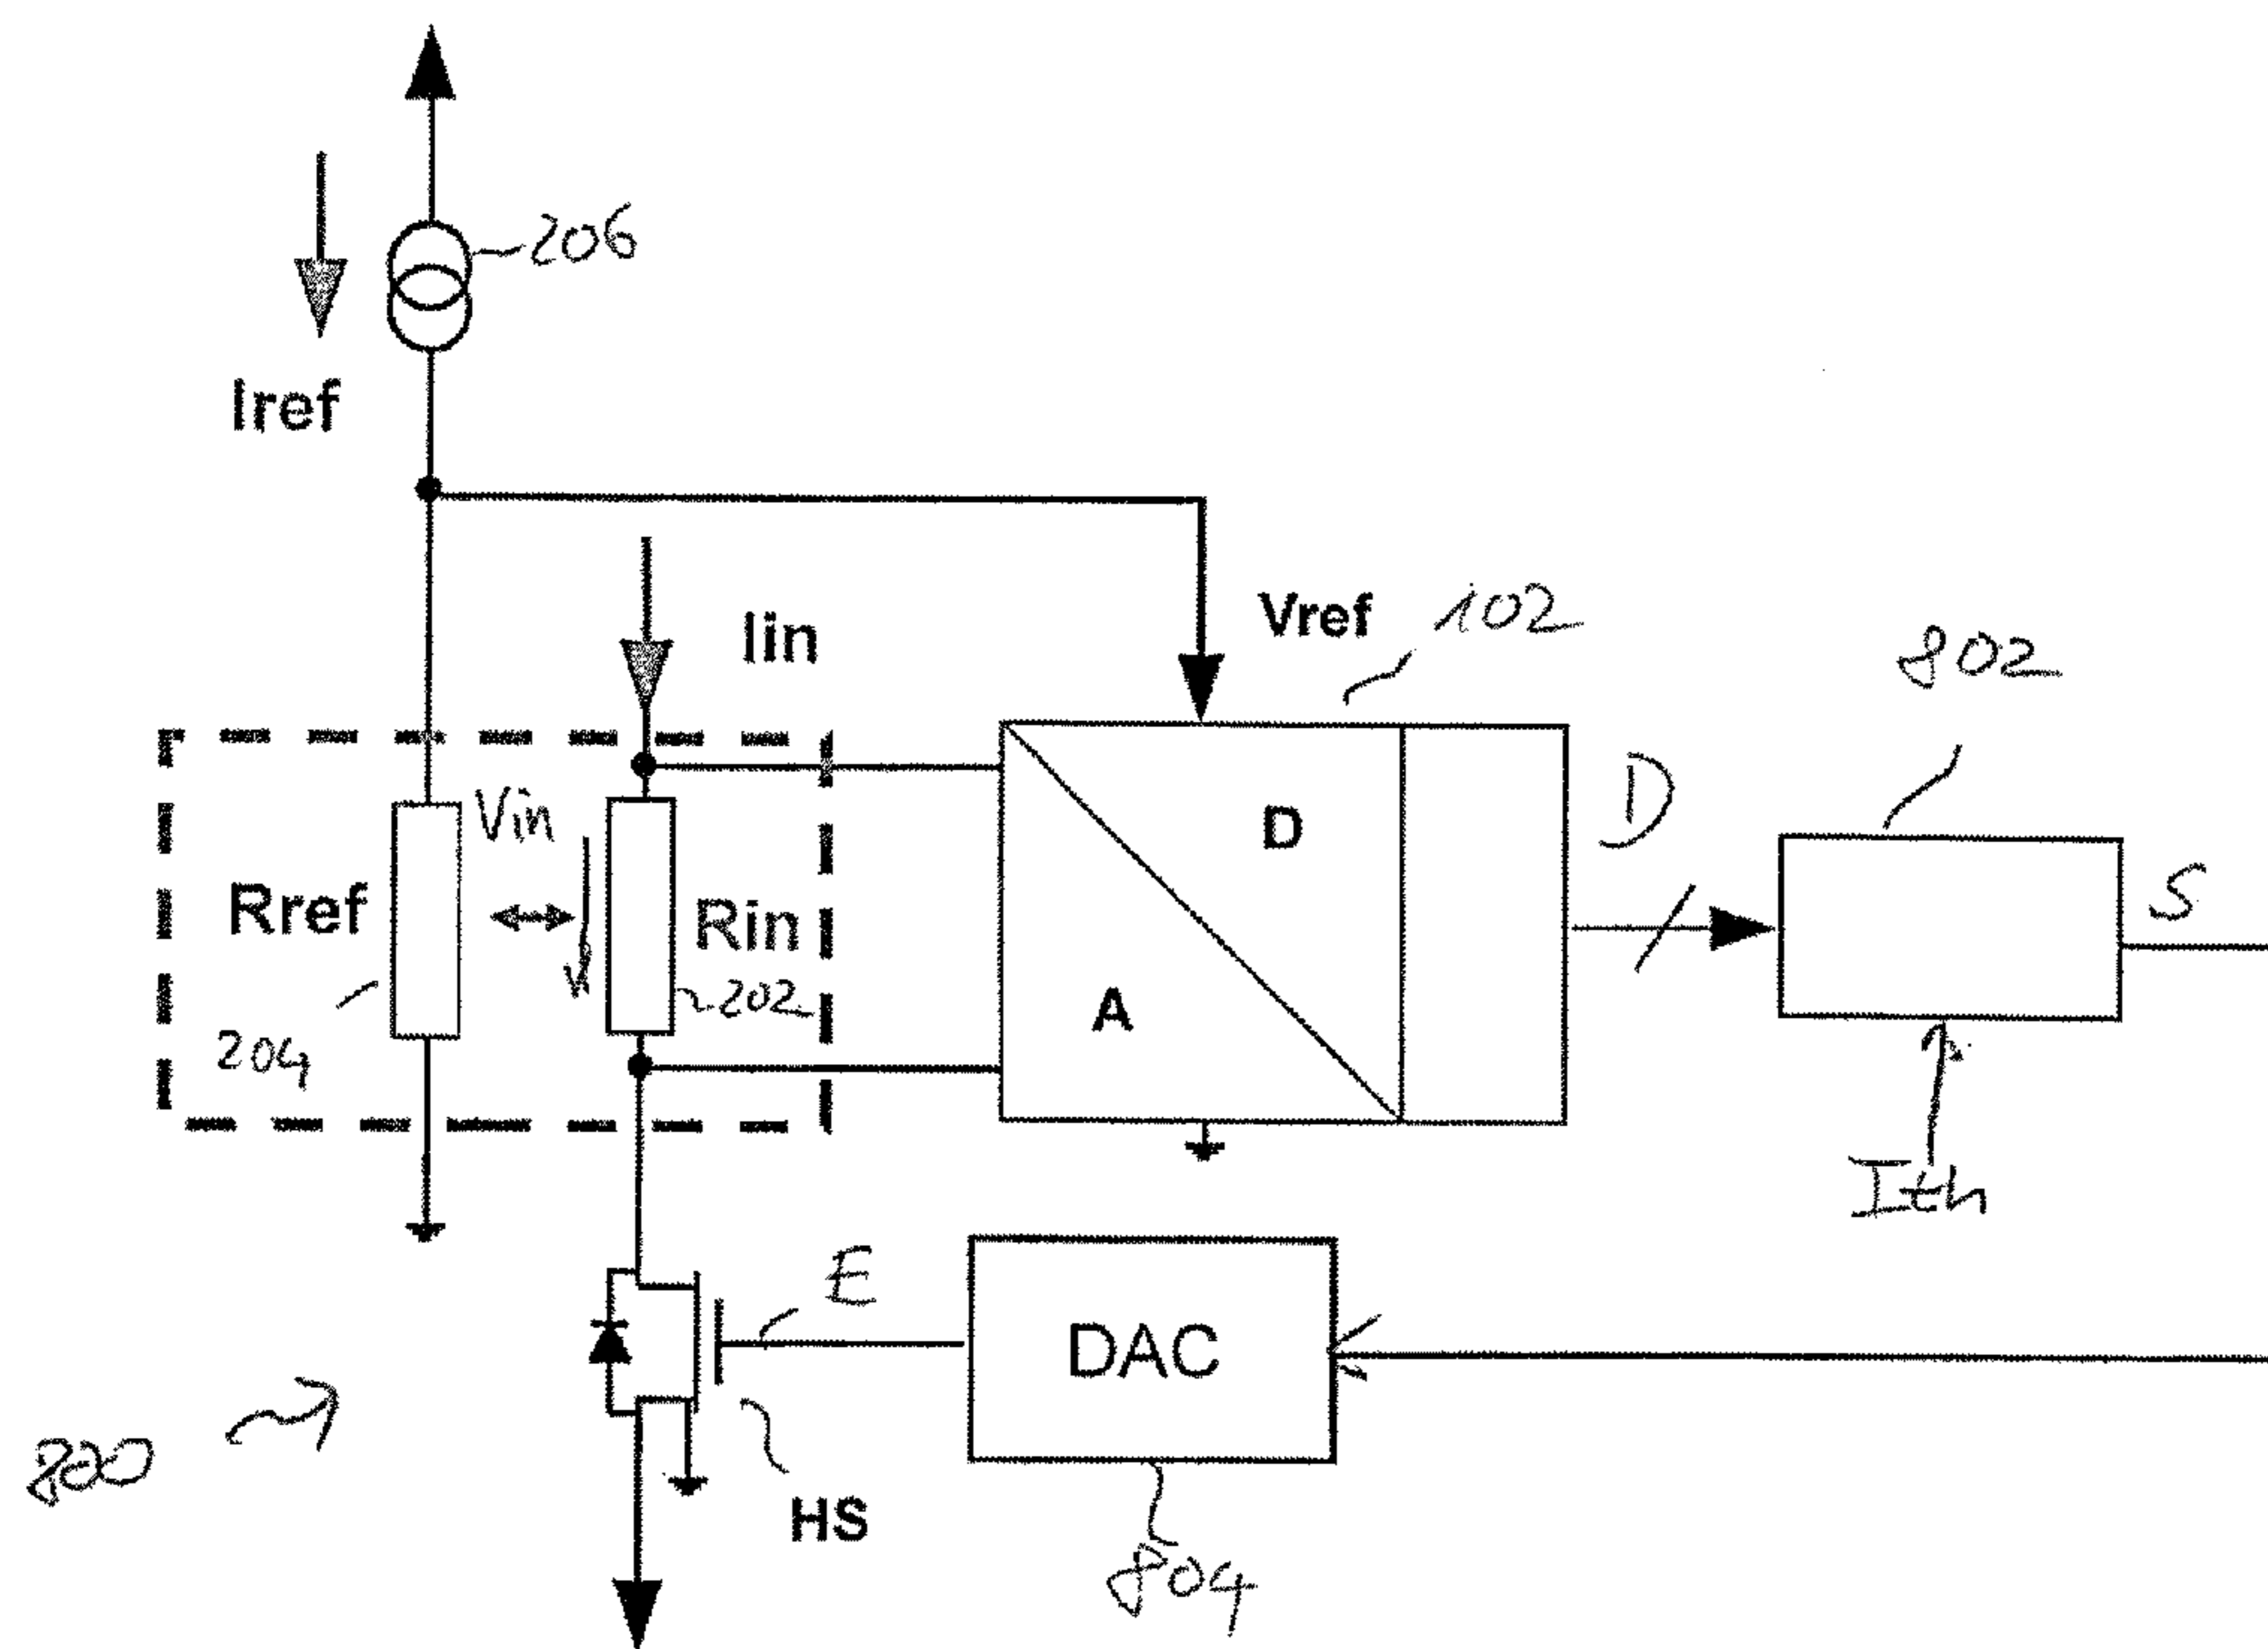 206
Iref
Iin
Vref
102
802
Vin
D
D
Rref
Rin
S
202
A
204
Ith
E
DAC
800
HS
804